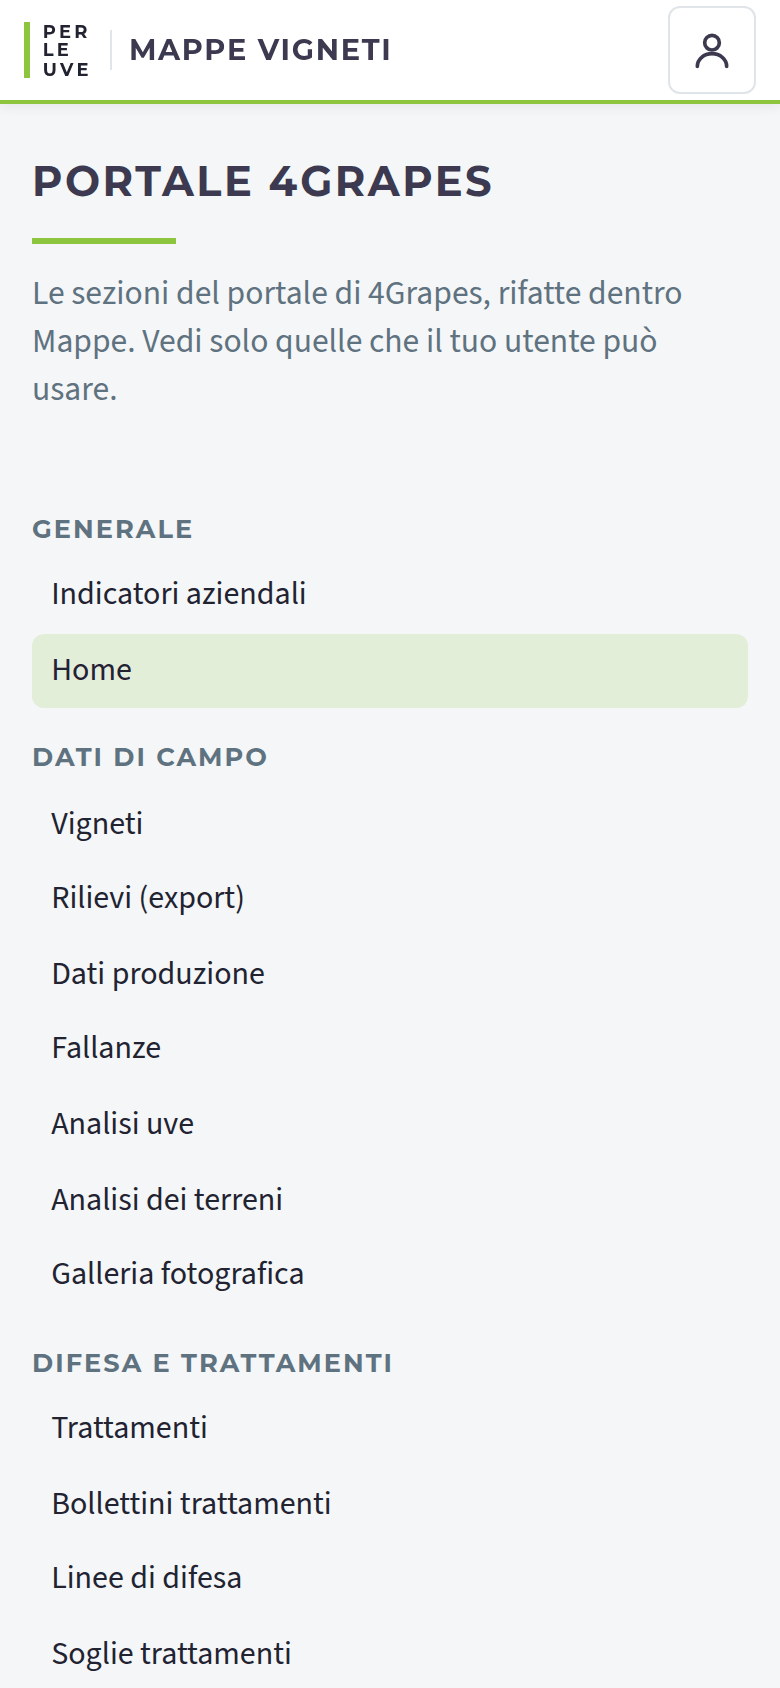 PER
LE
UVE
MAPPE VIGNETI
PORTALE 4GRAPES
Le sezioni del portale di 4Grapes, rifatte dentro
Mappe. Vedi solo quelle che il tuo utente può
usare.
GENERALE
Indicatori aziendali
Home
DATI DI CAMPO
Vigneti
Rilievi (export)
Dati produzione
Fallanze
Analisi uve
Analisi dei terreni
Galleria fotografica
DIFESA E TRATTAMENTI
Trattamenti
Bollettini trattamenti
Linee di difesa
Soglie trattamenti